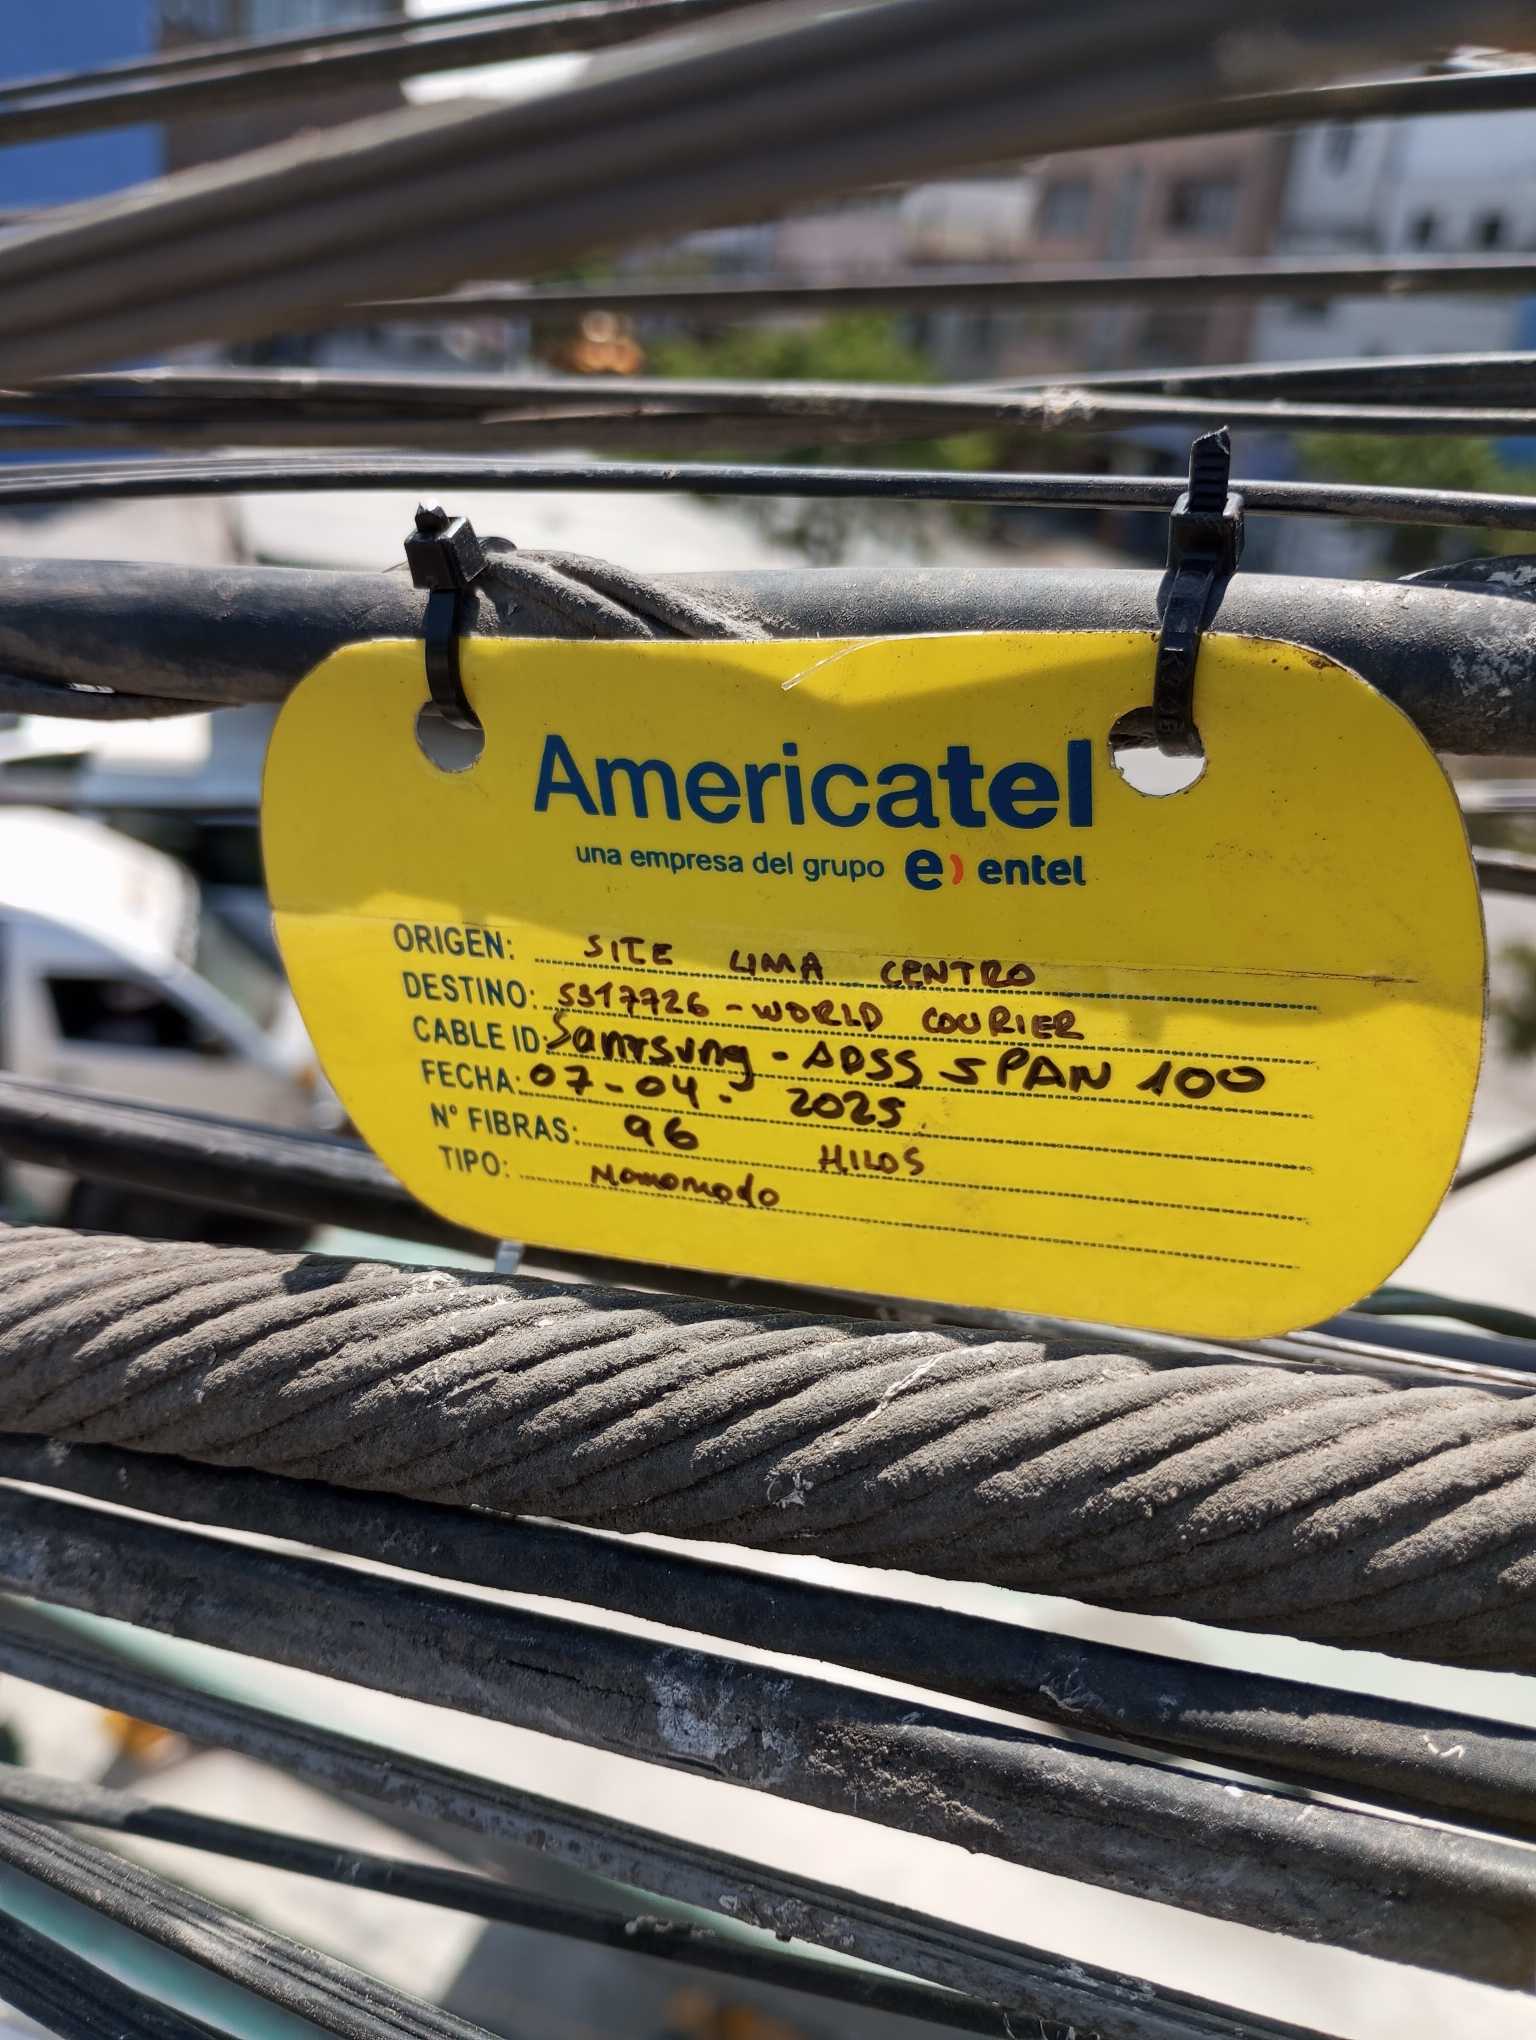 Americatel
una empresa del grupo e) entel
ORIGEN: SITE LIMA CENTRO
DESTINO: S317726 - WORLD COURIER
CABLE ID: Samsung - ADSS SPAN 100
FECHA: 07-04. 2025
N° FIBRAS: 96 HILOS
TIPO: Monomodo